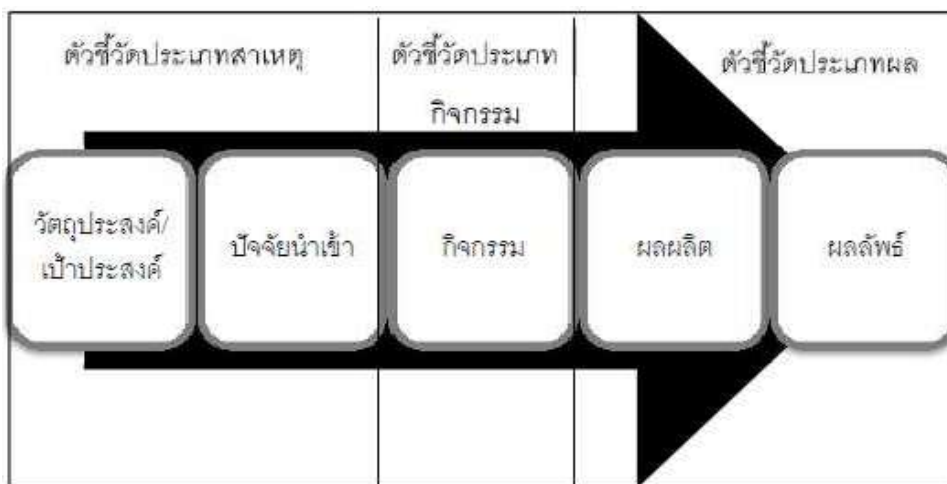 ตัวชี้วัดประเภทสาเหตุ
ตัวชี้วัดประเภท
กิจกรรม
ตัวชี้วัดประเภทผล
วัตถุประสงค์/
เป้าประสงค์
ปัจจัยนำเข้า
กิจกรรม
ผลผลิต
ผลลัพธ์